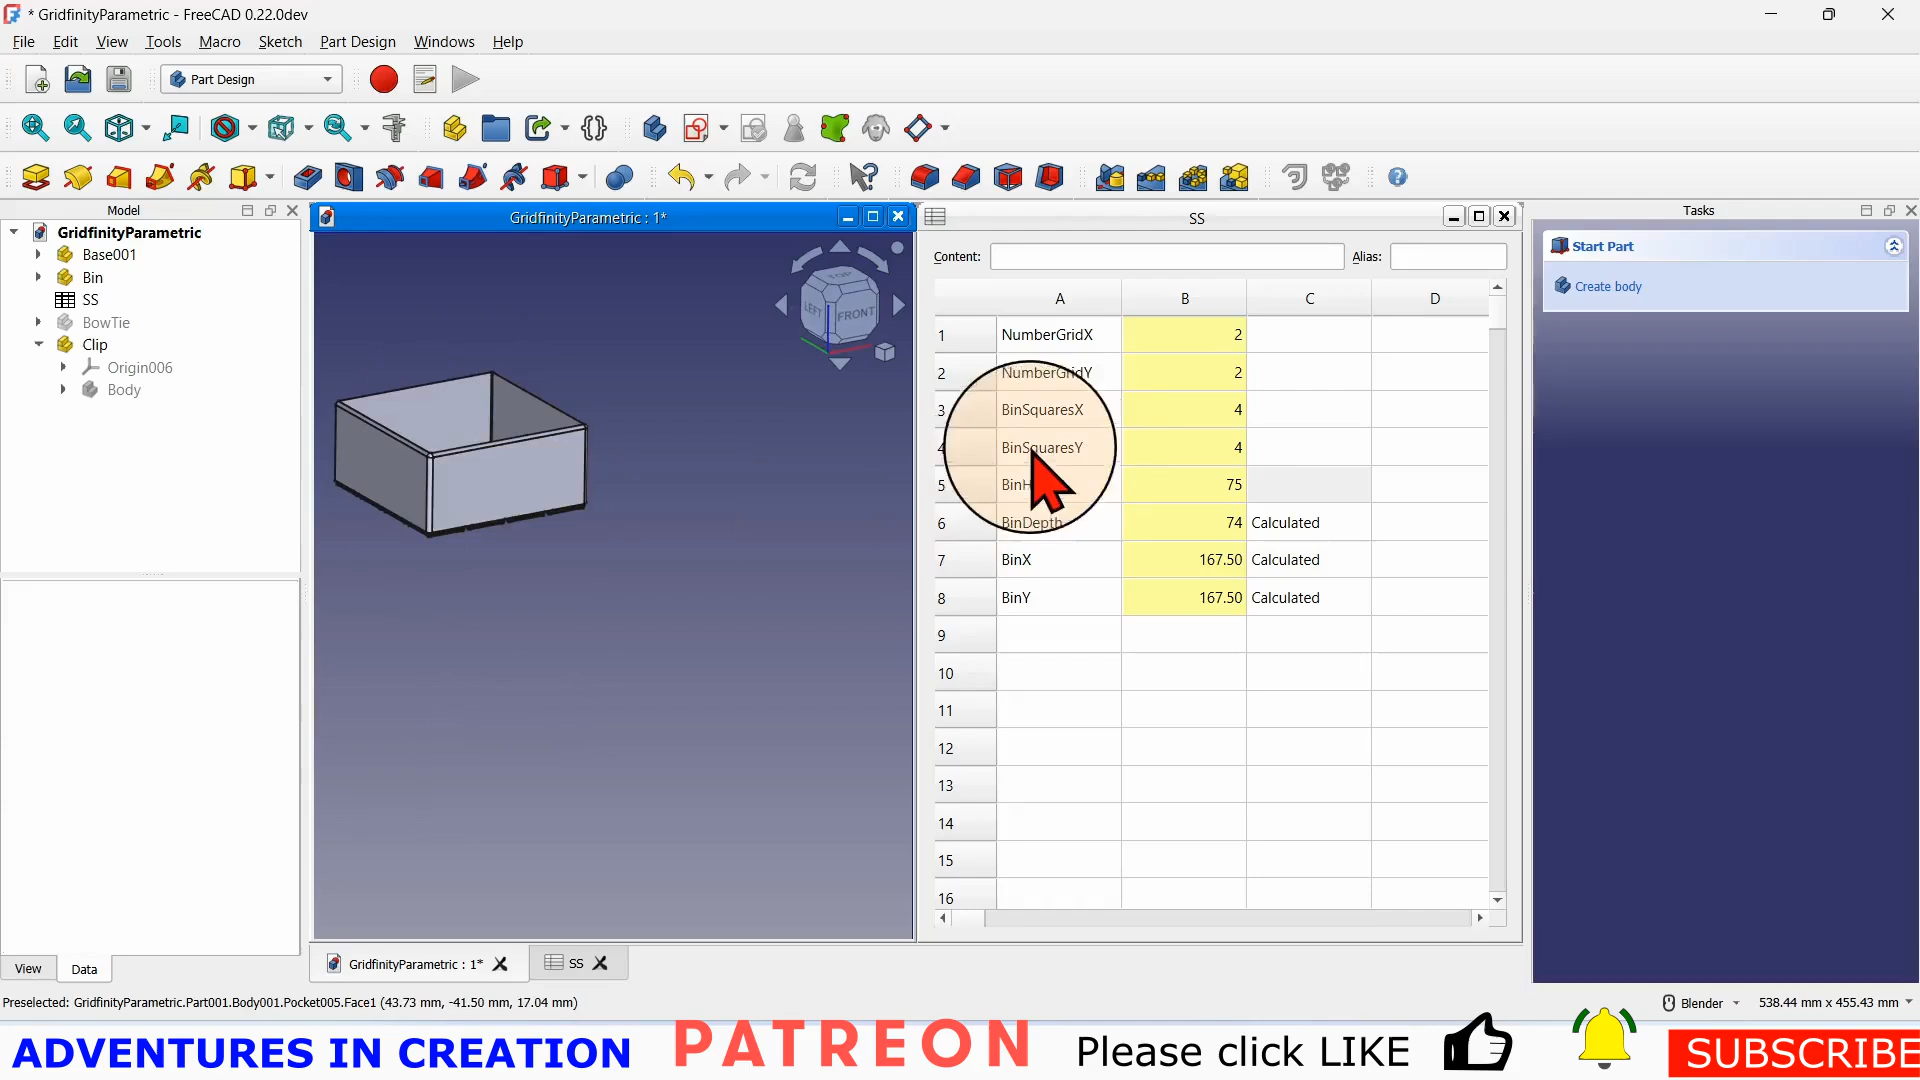 * GridfinityParametric - FreeCAD 0.22.0dev
File Edit View Tools Macro Sketch Part Design Windows Help
Part Design
Model
GridfinityParametric
Base001
Bin
SS
BowTie
Clip
Origin006
Body
View Data
GridfinityParametric : 1*
TOP
LEFT FRONT
SS
Content: Alias:
A B C D
1 NumberGridX 2
2 NumberGridY 2
3 BinSquaresX 4
4 BinSquaresY 4
5 BinH 75
6 BinDepth 74 Calculated
7 BinX 167.50 Calculated
8 BinY 167.50 Calculated
9
10
11
12
13
14
15
16
GridfinityParametric : 1* SS
Tasks
Start Part
Create body
Preselected: GridfinityParametric.Part001.Body001.Pocket005.Face1 (43.73 mm, -41.50 mm, 17.04 mm)
Blender 538.44 mm x 455.43 mm
ADVENTURES IN CREATION PATREON Please click LIKE SUBSCRIBE